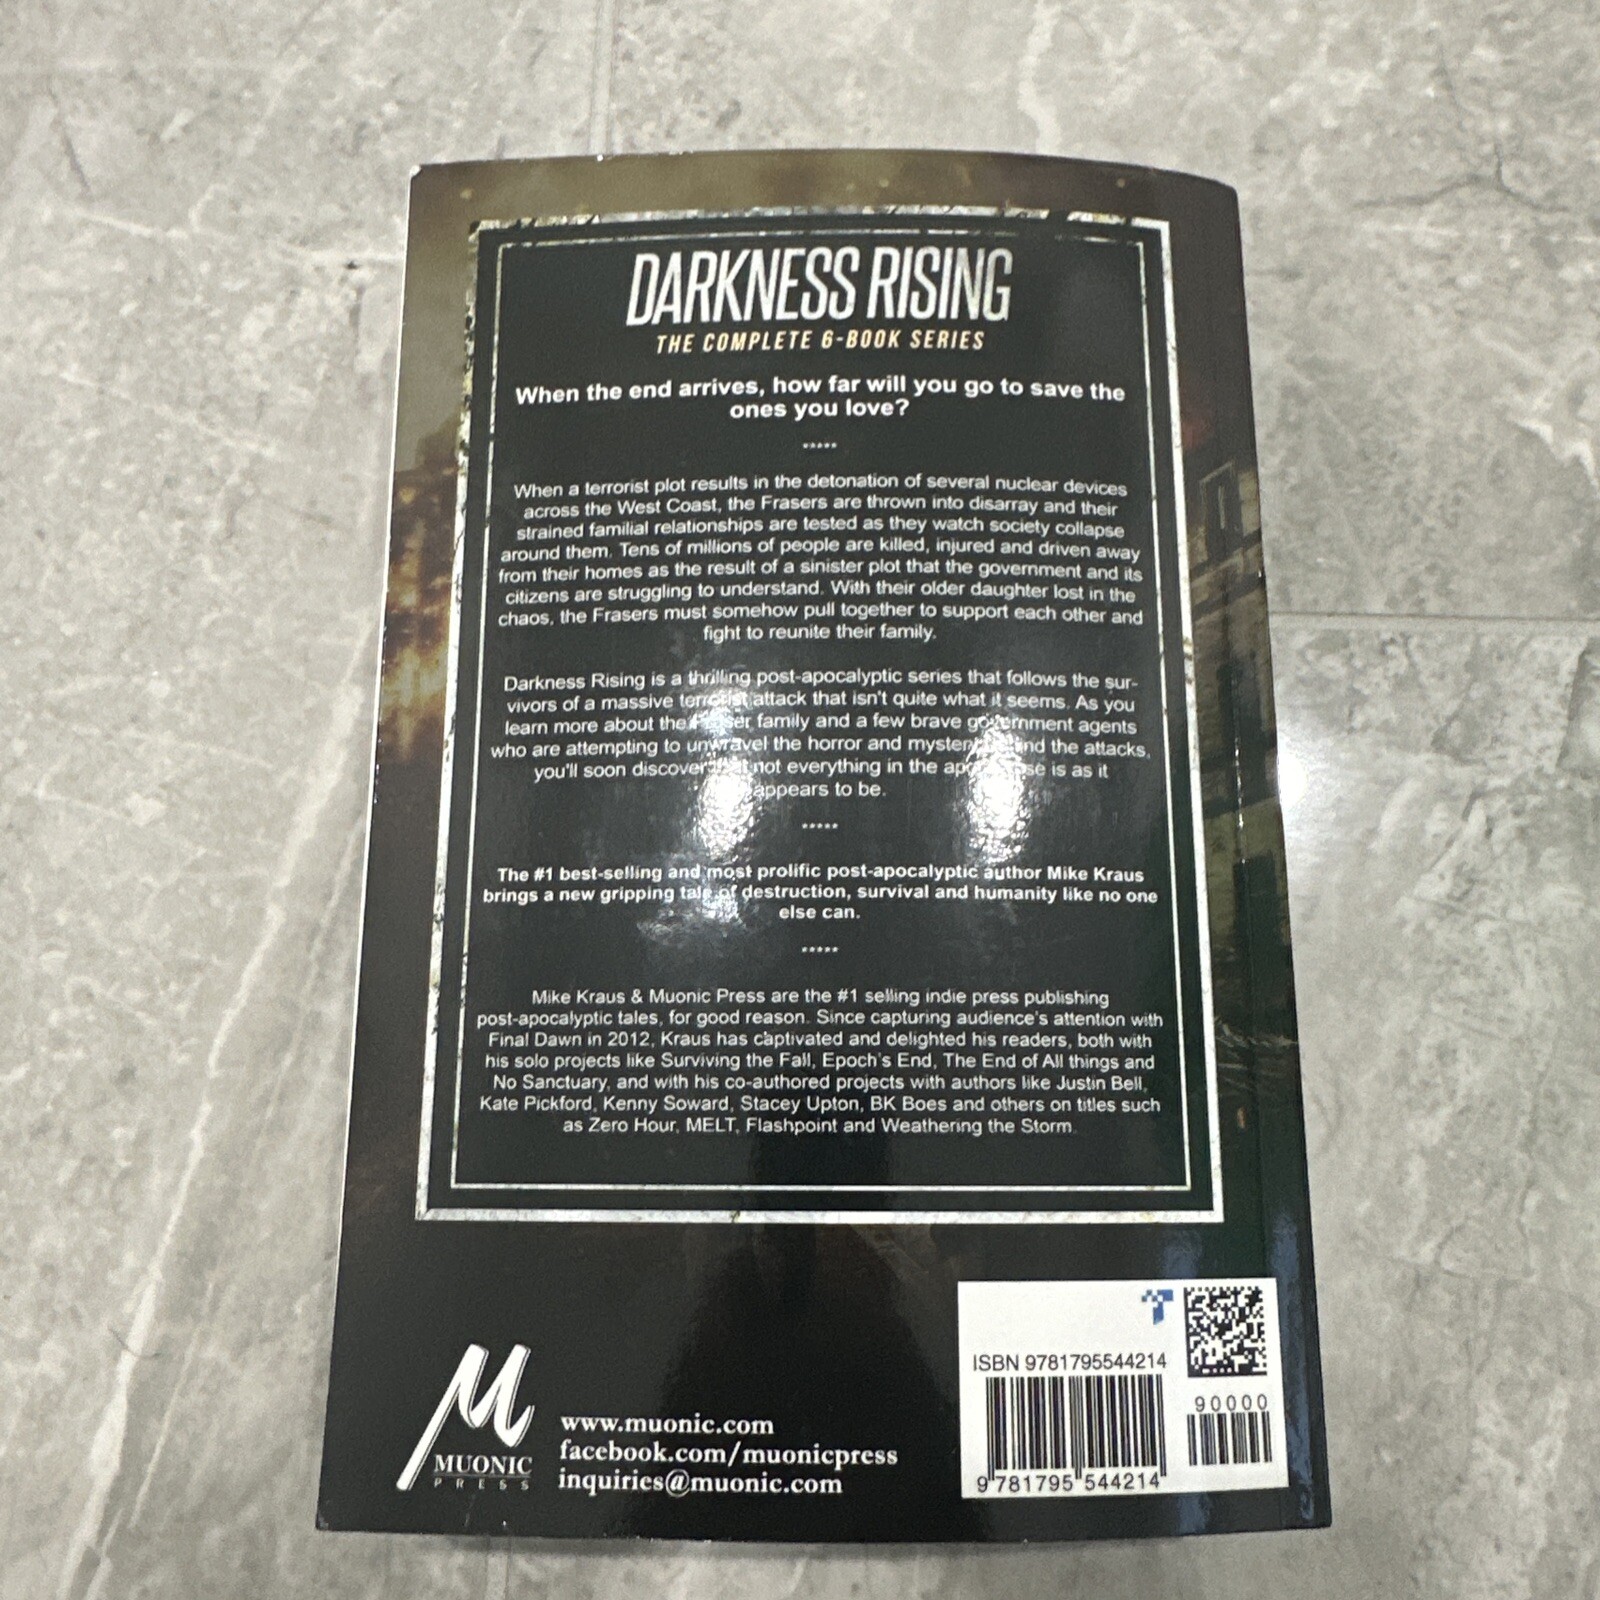 DARKNESS RISING
THE COMPLETE 6-BOOK SERIES
When the end arrives, how far will you go to save the
ones you love?
*****
When a terrorist plot results in the detonation of several nuclear devices
across the West Coast, the Frasers are thrown into disarray and their
strained familial relationships are tested as they watch society collapse
around them. Tens of millions of people are killed, injured and driven away
from their homes as the result of a sinister plot that the government and its
citizens are struggling to understand. With their older daughter lost in the
chaos, the Frasers must somehow pull together to support each other and
fight to reunite their family.
Darkness Rising is a thrilling post-apocalyptic series that follows the sur-
vivors of a massive terrorist attack that isn't quite what it seems. As you
learn more about the Fraser family and a few brave government agents
who are attempting to unwravel the horror and mystery behind the attacks,
you'll soon discover that not everything in the apocalypse is as it
appears to be.
*****
The #1 best-selling and most prolific post-apocalyptic author Mike Kraus
brings a new gripping tale of destruction, survival and humanity like no one
else can.
*****
Mike Kraus & Muonic Press are the #1 selling indie press publishing
post-apocalyptic tales, for good reason. Since capturing audience's attention with
Final Dawn in 2012, Kraus has captivated and delighted his readers, both with
his solo projects like Surviving the Fall, Epoch's End, The End of All things and
No Sanctuary, and with his co-authored projects with authors like Justin Bell,
Kate Pickford, Kenny Soward, Stacey Upton, BK Boes and others on titles such
as Zero Hour, MELT, Flashpoint and Weathering the Storm.
MUONIC
PRESS
www.muonic.com
facebook.com/muonicpress
inquiries@muonic.com
ISBN 9781795544214
90000
9 781795 544214